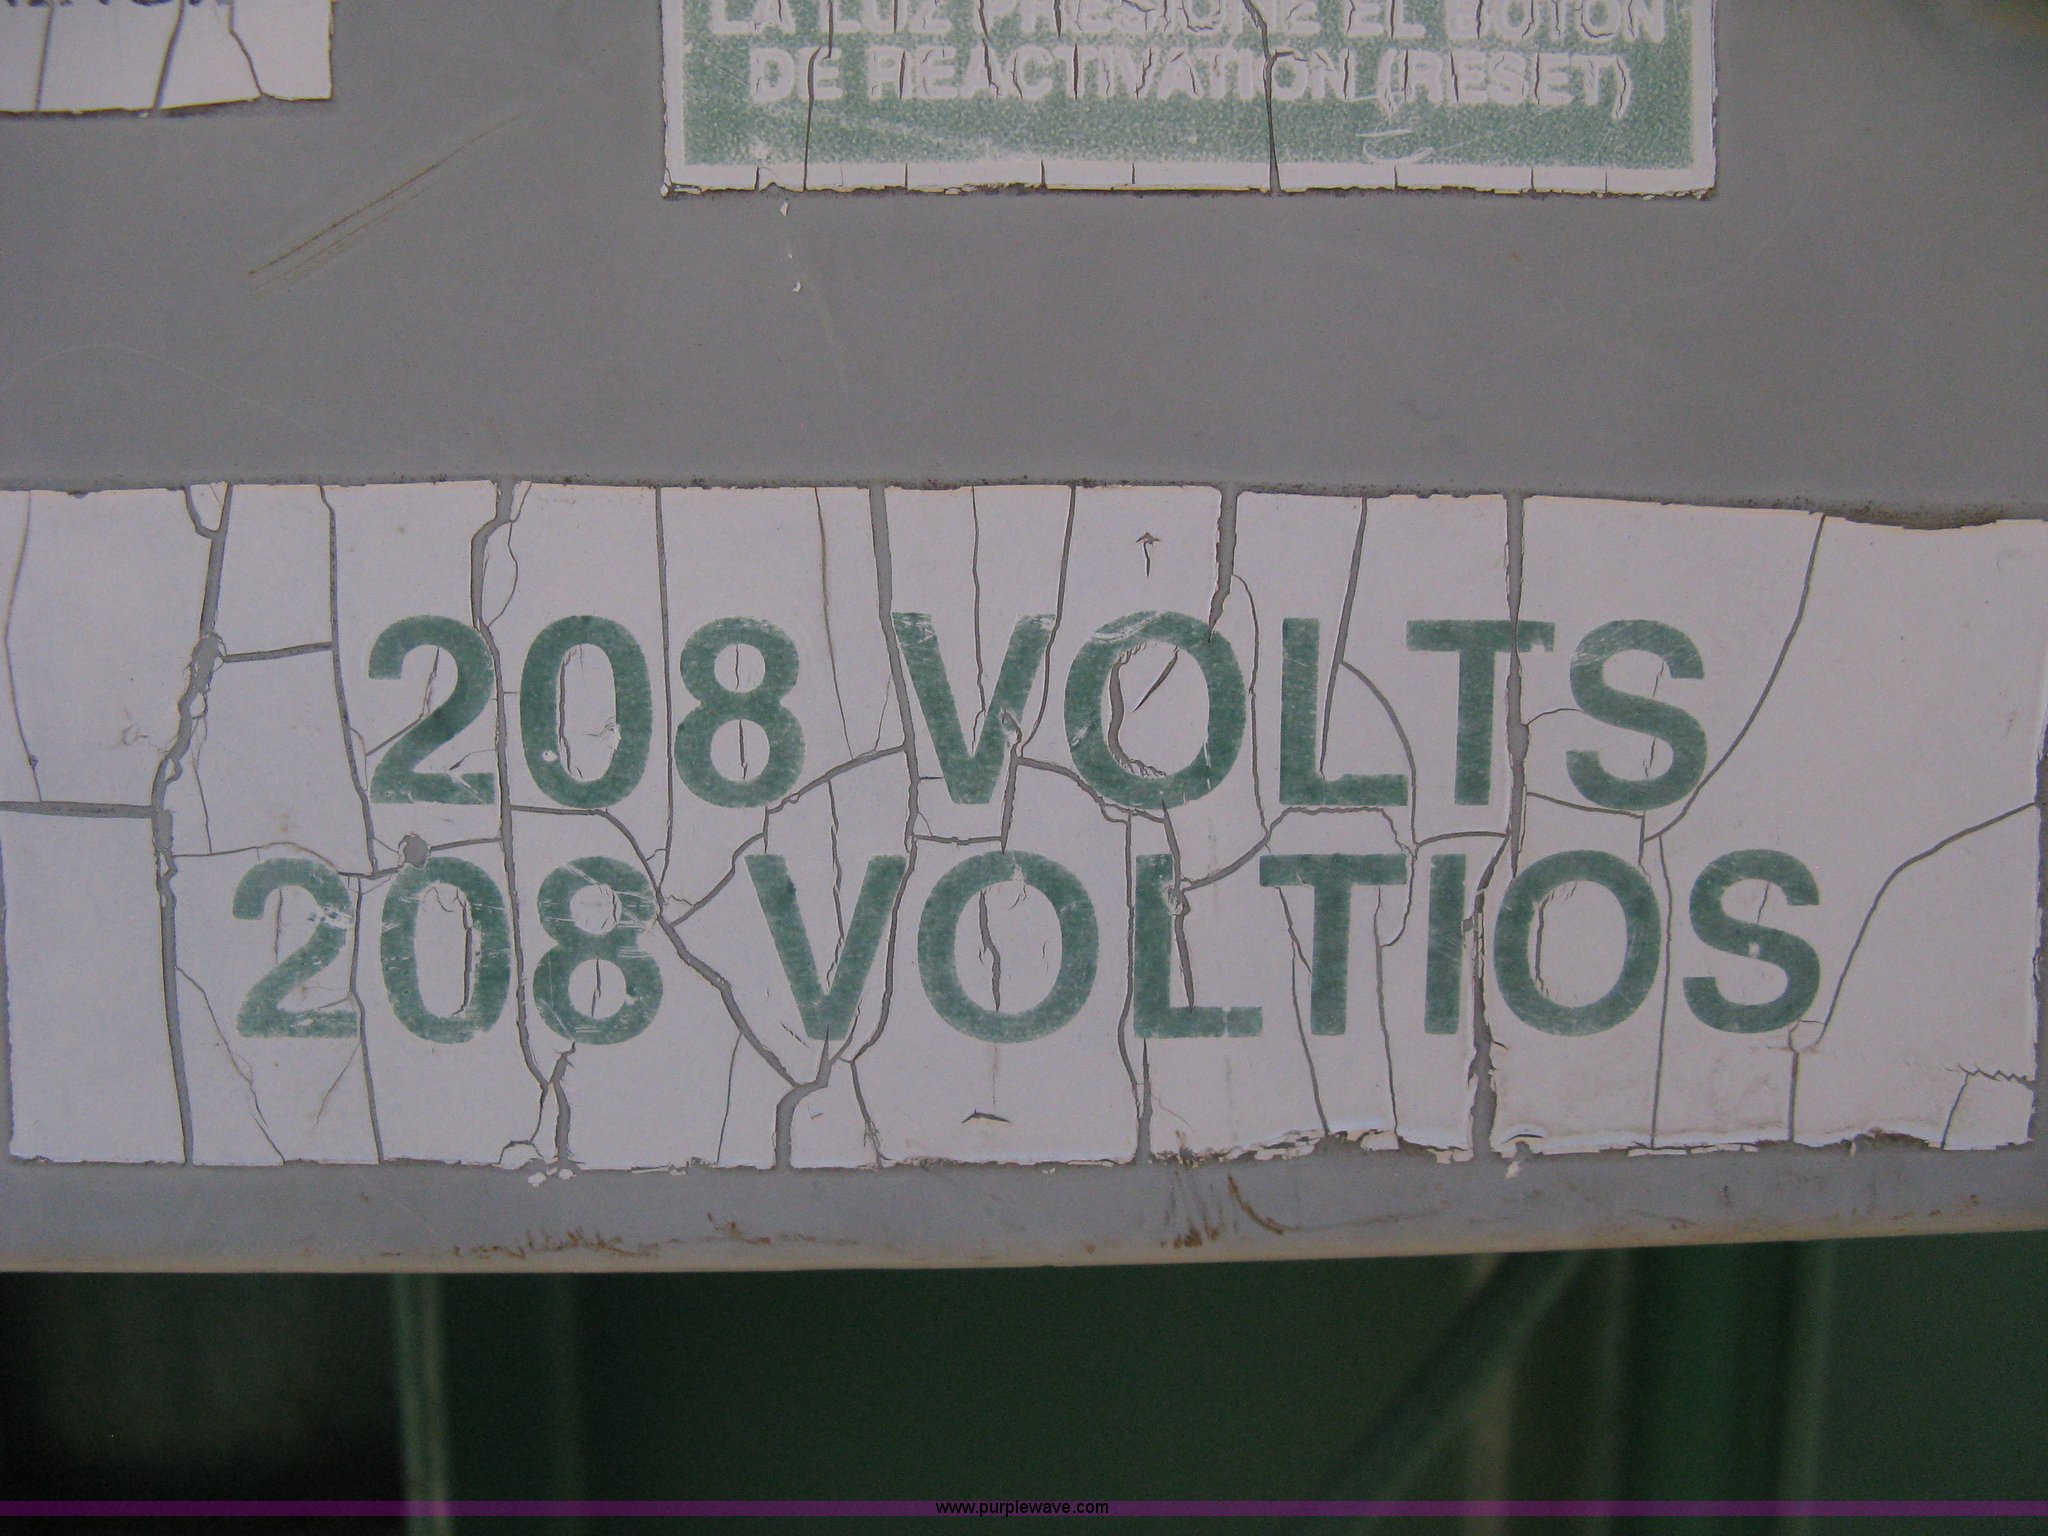 LA LUZ PRESIONE EL BOTON
DE REACTIVATION (RESET)
208 VOLTS
208 VOLTIOS
www.purplewave.com